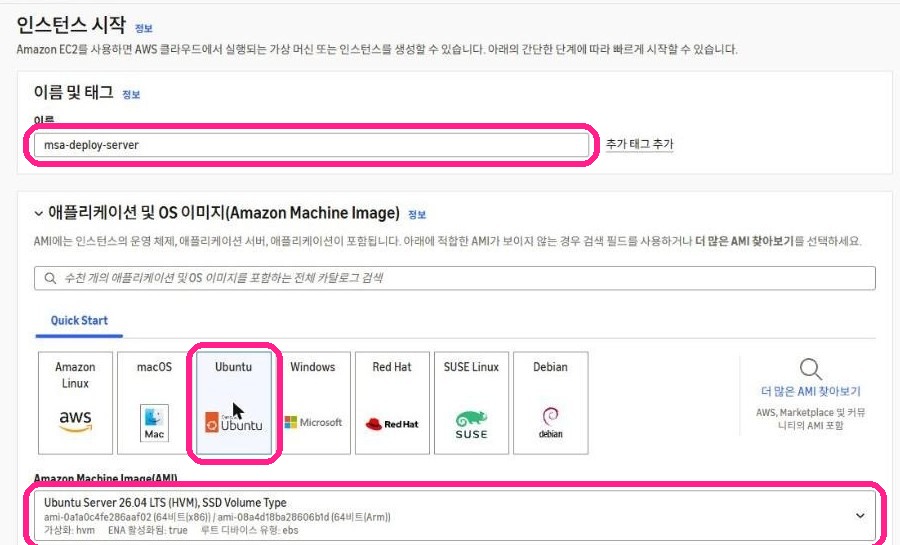 인스턴스 시작 정보
Amazon EC2를 사용하면 AWS 클라우드에서 실행되는 가상 머신 또는 인스턴스를 생성할 수 있습니다. 아래의 간단한 단계에 따라 빠르게 시작할 수 있습니다.
이름 및 태그 정보
이름
msa-deploy-server
추가 태그 추가
애플리케이션 및 OS 이미지(Amazon Machine Image) 정보
AMI에는 인스턴스의 운영 체제, 애플리케이션 서버, 애플리케이션이 포함됩니다. 아래에 적합한 AMI가 보이지 않는 경우 검색 필드를 사용하거나 더 많은 AMI 찾아보기를 선택하세요.
수천 개의 애플리케이션 및 OS 이미지를 포함하는 전체 카탈로그 검색
Quick Start
Amazon Linux
aws
macOS
Mac
Ubuntu
Ubuntu
Windows
Microsoft
Red Hat
Red Hat
SUSE Linux
SUSE
Debian
debian
더 많은 AMI 찾아보기
AWS, Marketplace 및 커뮤
니티의 AMI 포함
Amazon Machine Image(AMI)
Ubuntu Server 26.04 LTS (HVM), SSD Volume Type
ami-0a1a0c4fe286aaf02 (64비트(x86)) / ami-08a4d18ba28606b1d (64비트(Arm))
가상화: hvm ENA 활성화됨: true 루트 디바이스 유형: ebs